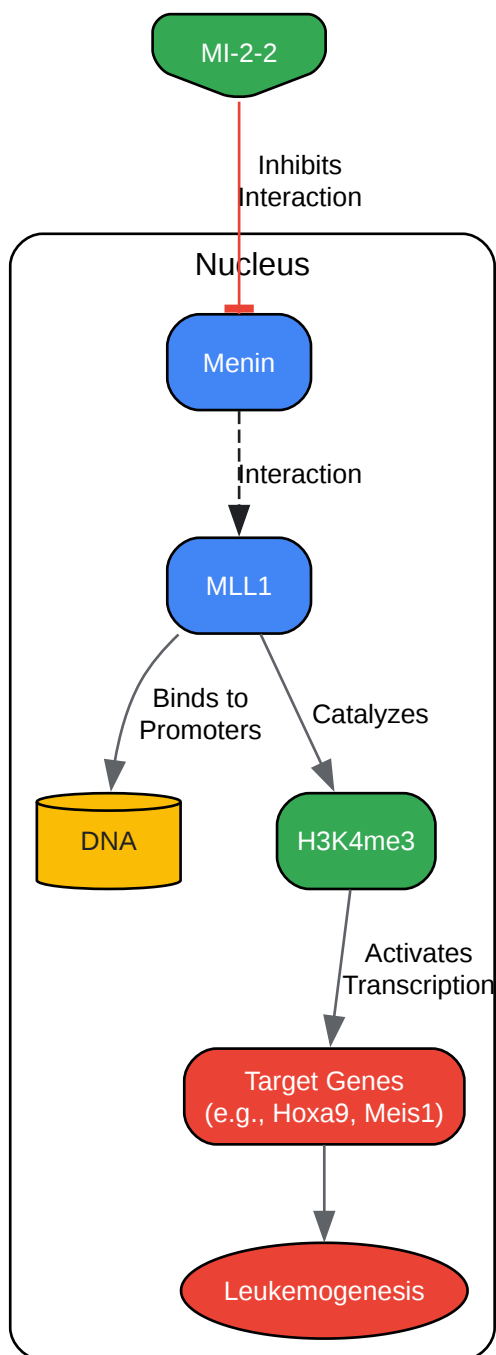 MI-2-2
Inhibits
Interaction
Nucleus
Menin
Interaction
MLL1
Binds to
Promoters
Catalyzes
DNA
H3K4me3
Activates
Transcription
Target Genes
(e.g., Hoxa9, Meis1)
Leukemogenesis